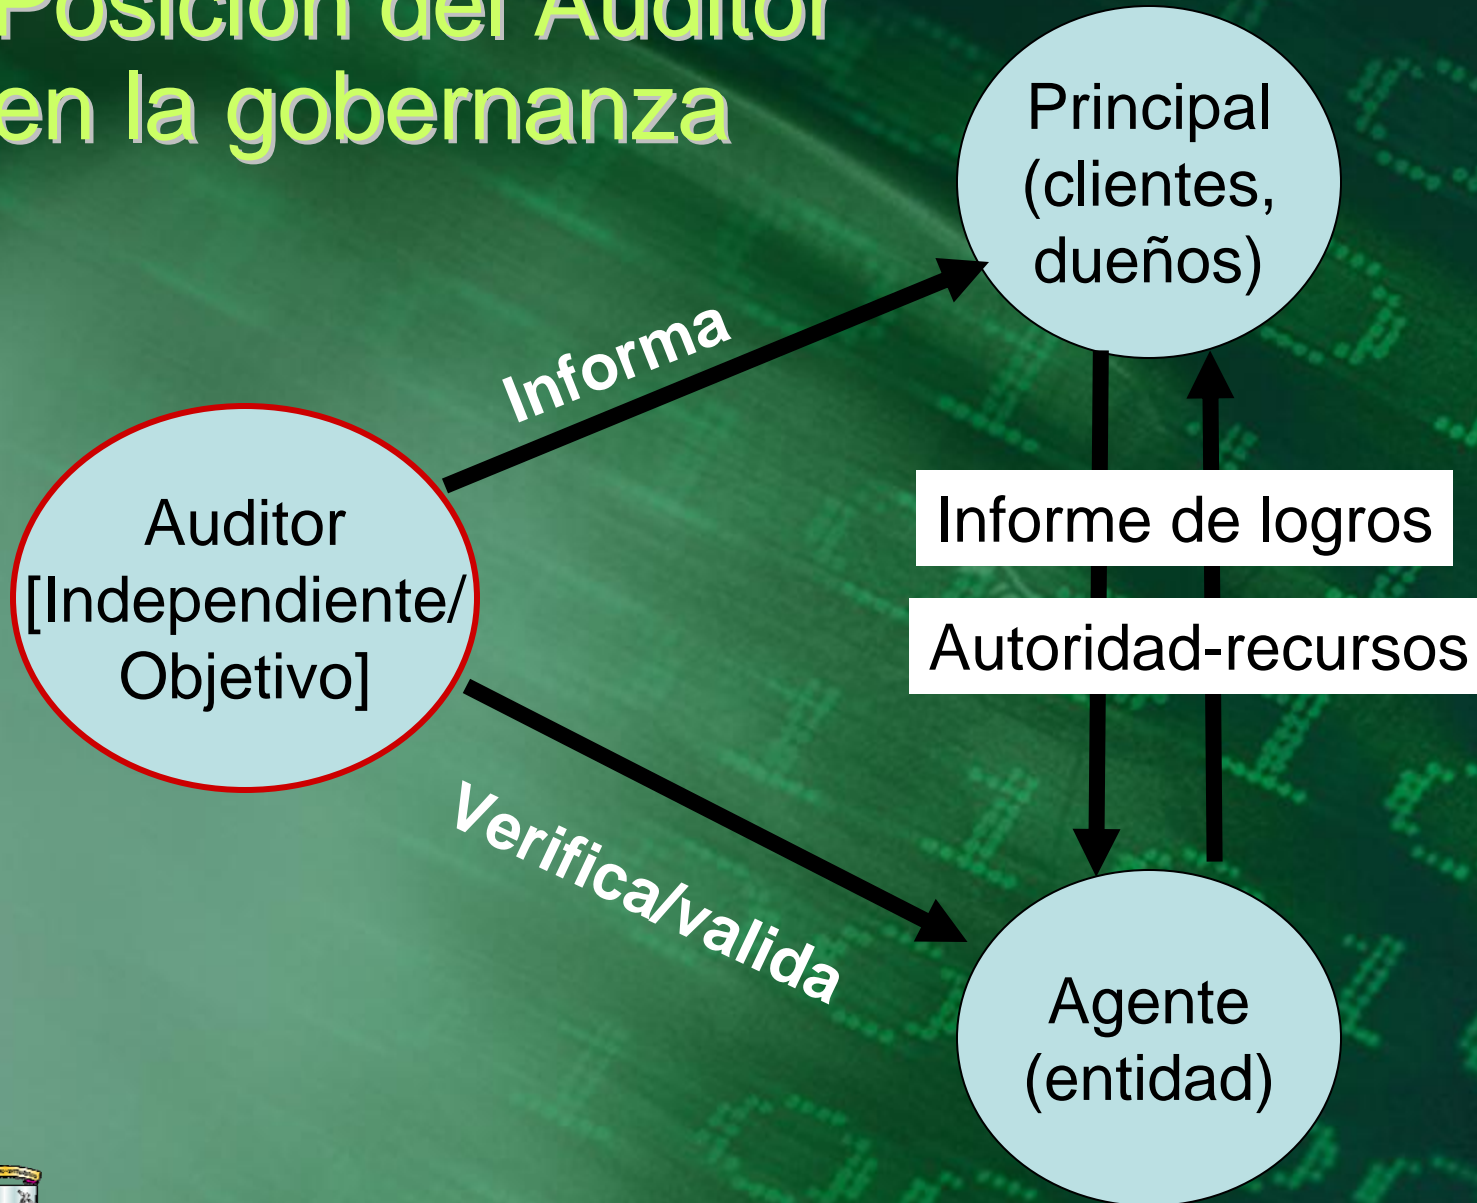 Posición del Auditor
en la gobernanza
Principal
(clientes,
dueños)
Informa
Auditor
[Independiente/
Objetivo]
Informe de logros
Autoridad-recursos
Verifica/valida
Agente
(entidad)